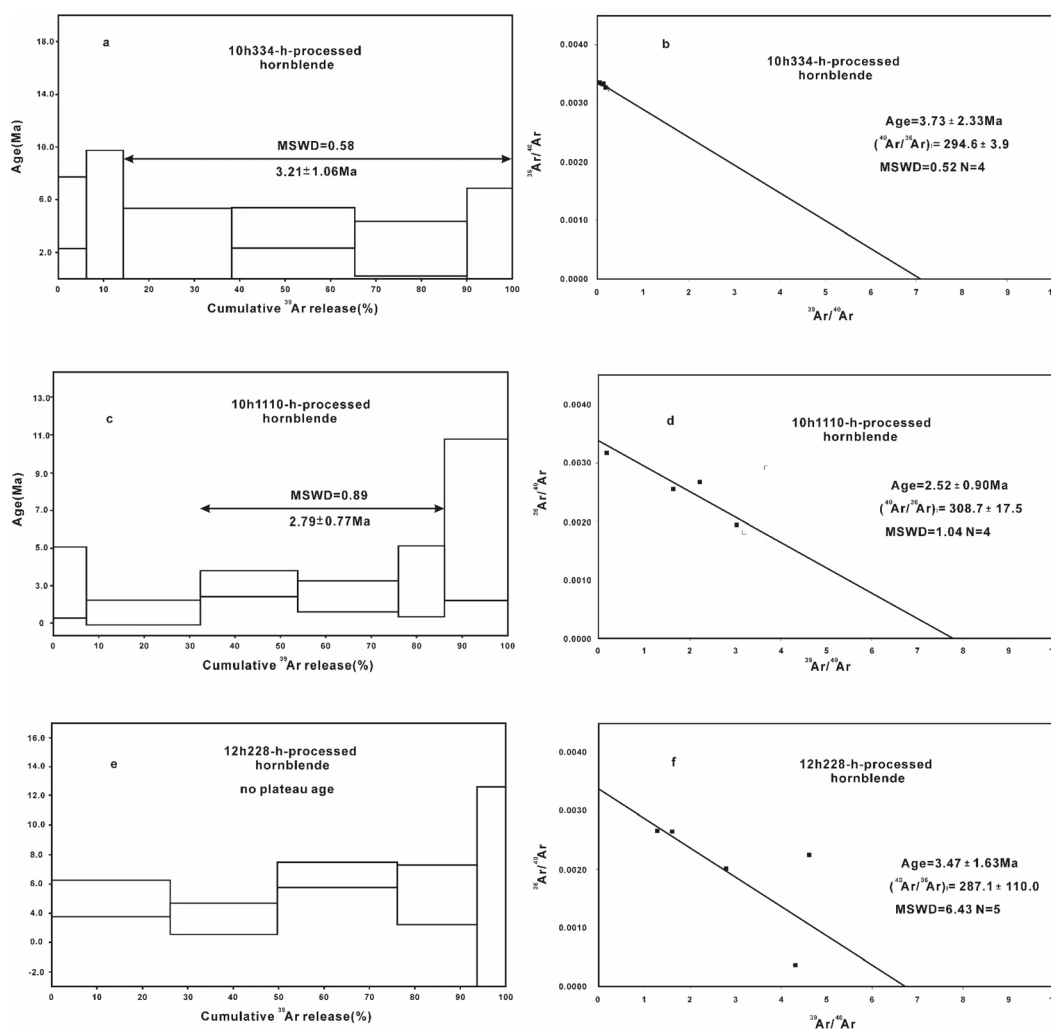 a
10h334-h-processed
hornblende
MSWD=0.58
3.21±1.06Ma
Age(Ma)
18.0
14.0
10.0
6.0
2.0
0 10 20 30 40 50 60 70 80 90 100
Cumulative ³⁹Ar release(%)
b
10h334-h-processed
hornblende
Age=3.73±2.33Ma
(⁴⁰Ar/³⁶Ar)ᵢ=294.6±3.9
MSWD=0.52 N=4
³⁶Ar/⁴⁰Ar
0.0040
0.0030
0.0020
0.0010
0.0000
0 1 2 3 4 5 6 7 8 9 1
³⁹Ar/⁴⁰Ar
c
10h1110-h-processed
hornblende
MSWD=0.89
2.79±0.77Ma
Age(Ma)
13.0
11.0
9.0
7.0
5.0
3.0
0
0 10 20 30 40 50 60 70 80 90 100
Cumulative ³⁹Ar release(%)
d
10h1110-h-processed
hornblende
Age=2.52±0.90Ma
(⁴⁰Ar/³⁶Ar)ᵢ=308.7±17.5
MSWD=1.04 N=4
³⁶Ar/⁴⁰Ar
0.0040
0.0030
0.0020
0.0010
0.0000
0 1 2 3 4 5 6 7 8 9 1
³⁹Ar/⁴⁰Ar
e
12h228-h-processed
hornblende
no plateau age
16.0
14.0
12.0
10.0
8.0
6.0
4.0
0.0
-2.0
0 10 20 30 40 50 60 70 80 90 100
Cumulative ³⁹Ar release(%)
f
12h228-h-processed
hornblende
Age=3.47±1.63Ma
(⁴⁰Ar/³⁶Ar)ᵢ=287.1±110.0
MSWD=6.43 N=5
³⁶Ar/⁴⁰Ar
0.0040
0.0030
0.0020
0.0010
0.0000
0 1 2 3 4 5 6 7 8 9 1
³⁹Ar/⁴⁰Ar